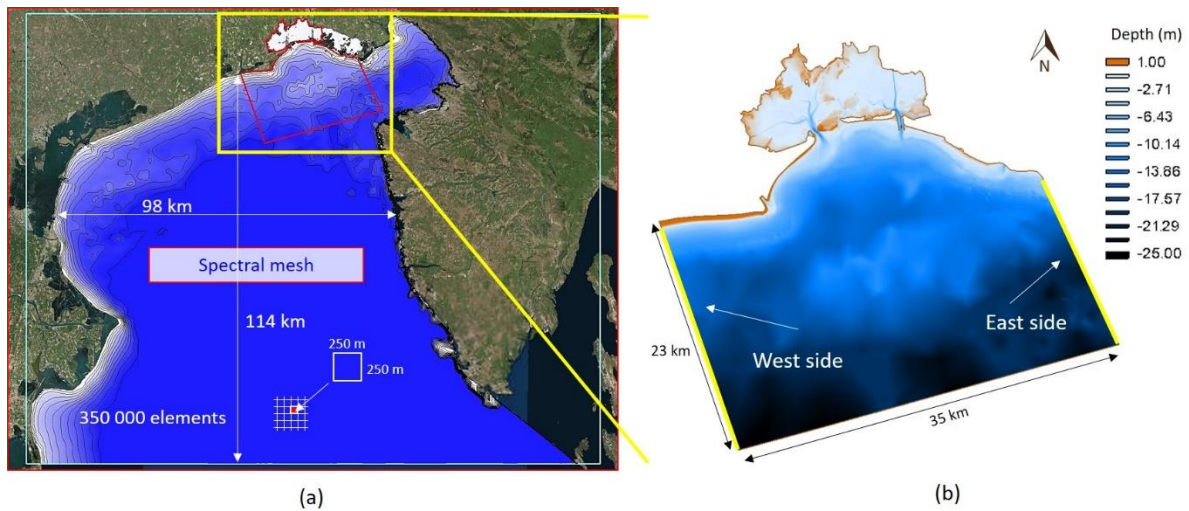 98 km
Spectral mesh
114 km
250 m
250 m
350 000 elements
(a)
N
Depth (m)
1.00
-2.71
-6.43
-10.14
-13.86
-17.57
-21.29
-25.00
East side
West side
23 km
35 km
(b)